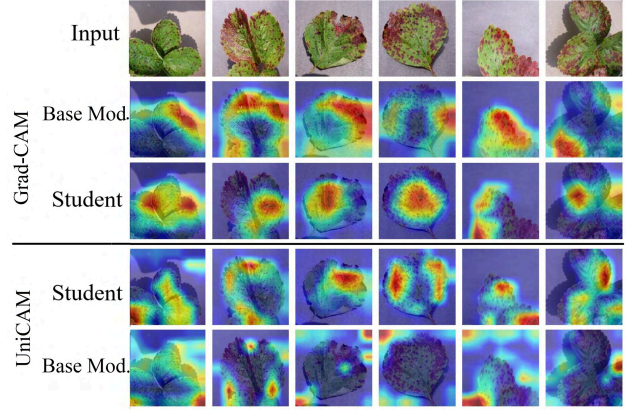 Input
Grad-CAM
Base Mod.
Student
UniCAM
Student
Base Mod.